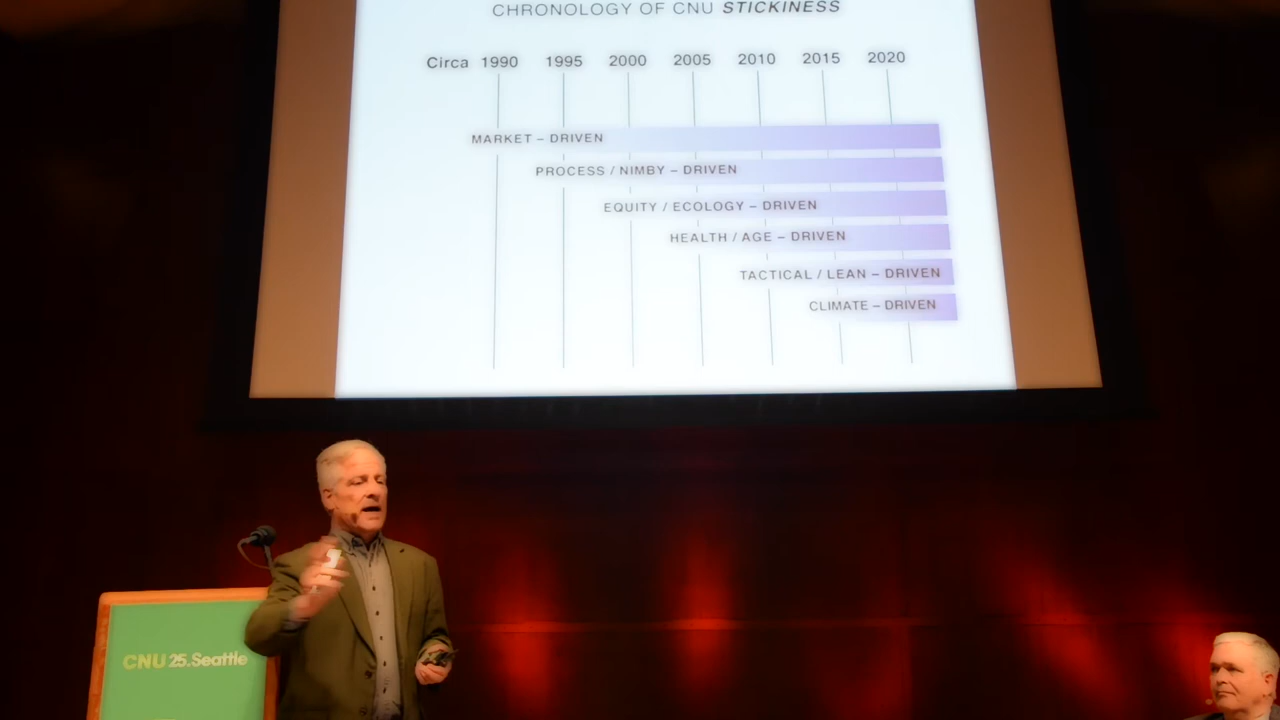 CHRONOLOGY OF CNU STICKINESS
Circa 1990 1995 2000 2005 2010 2015 2020
MARKET – DRIVEN
PROCESS / NIMBY – DRIVEN
EQUITY / ECOLOGY – DRIVEN
HEALTH / AGE – DRIVEN
TACTICAL / LEAN – DRIVEN
CLIMATE – DRIVEN
CNU 25.Seattle